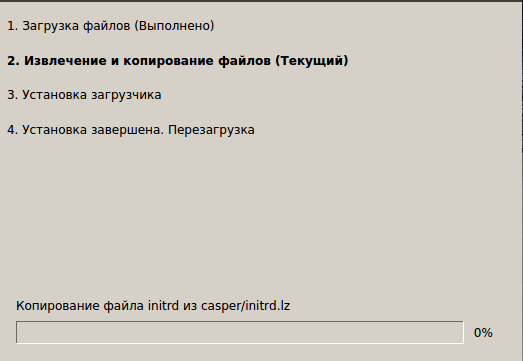 1. Загрузка файлов (Выполнено)
2. Извлечение и копирование файлов (Текущий)
3. Установка загрузчика
4. Установка завершена. Перезагрузка
Копирование файла initrd из casper/initrd.lz
0%